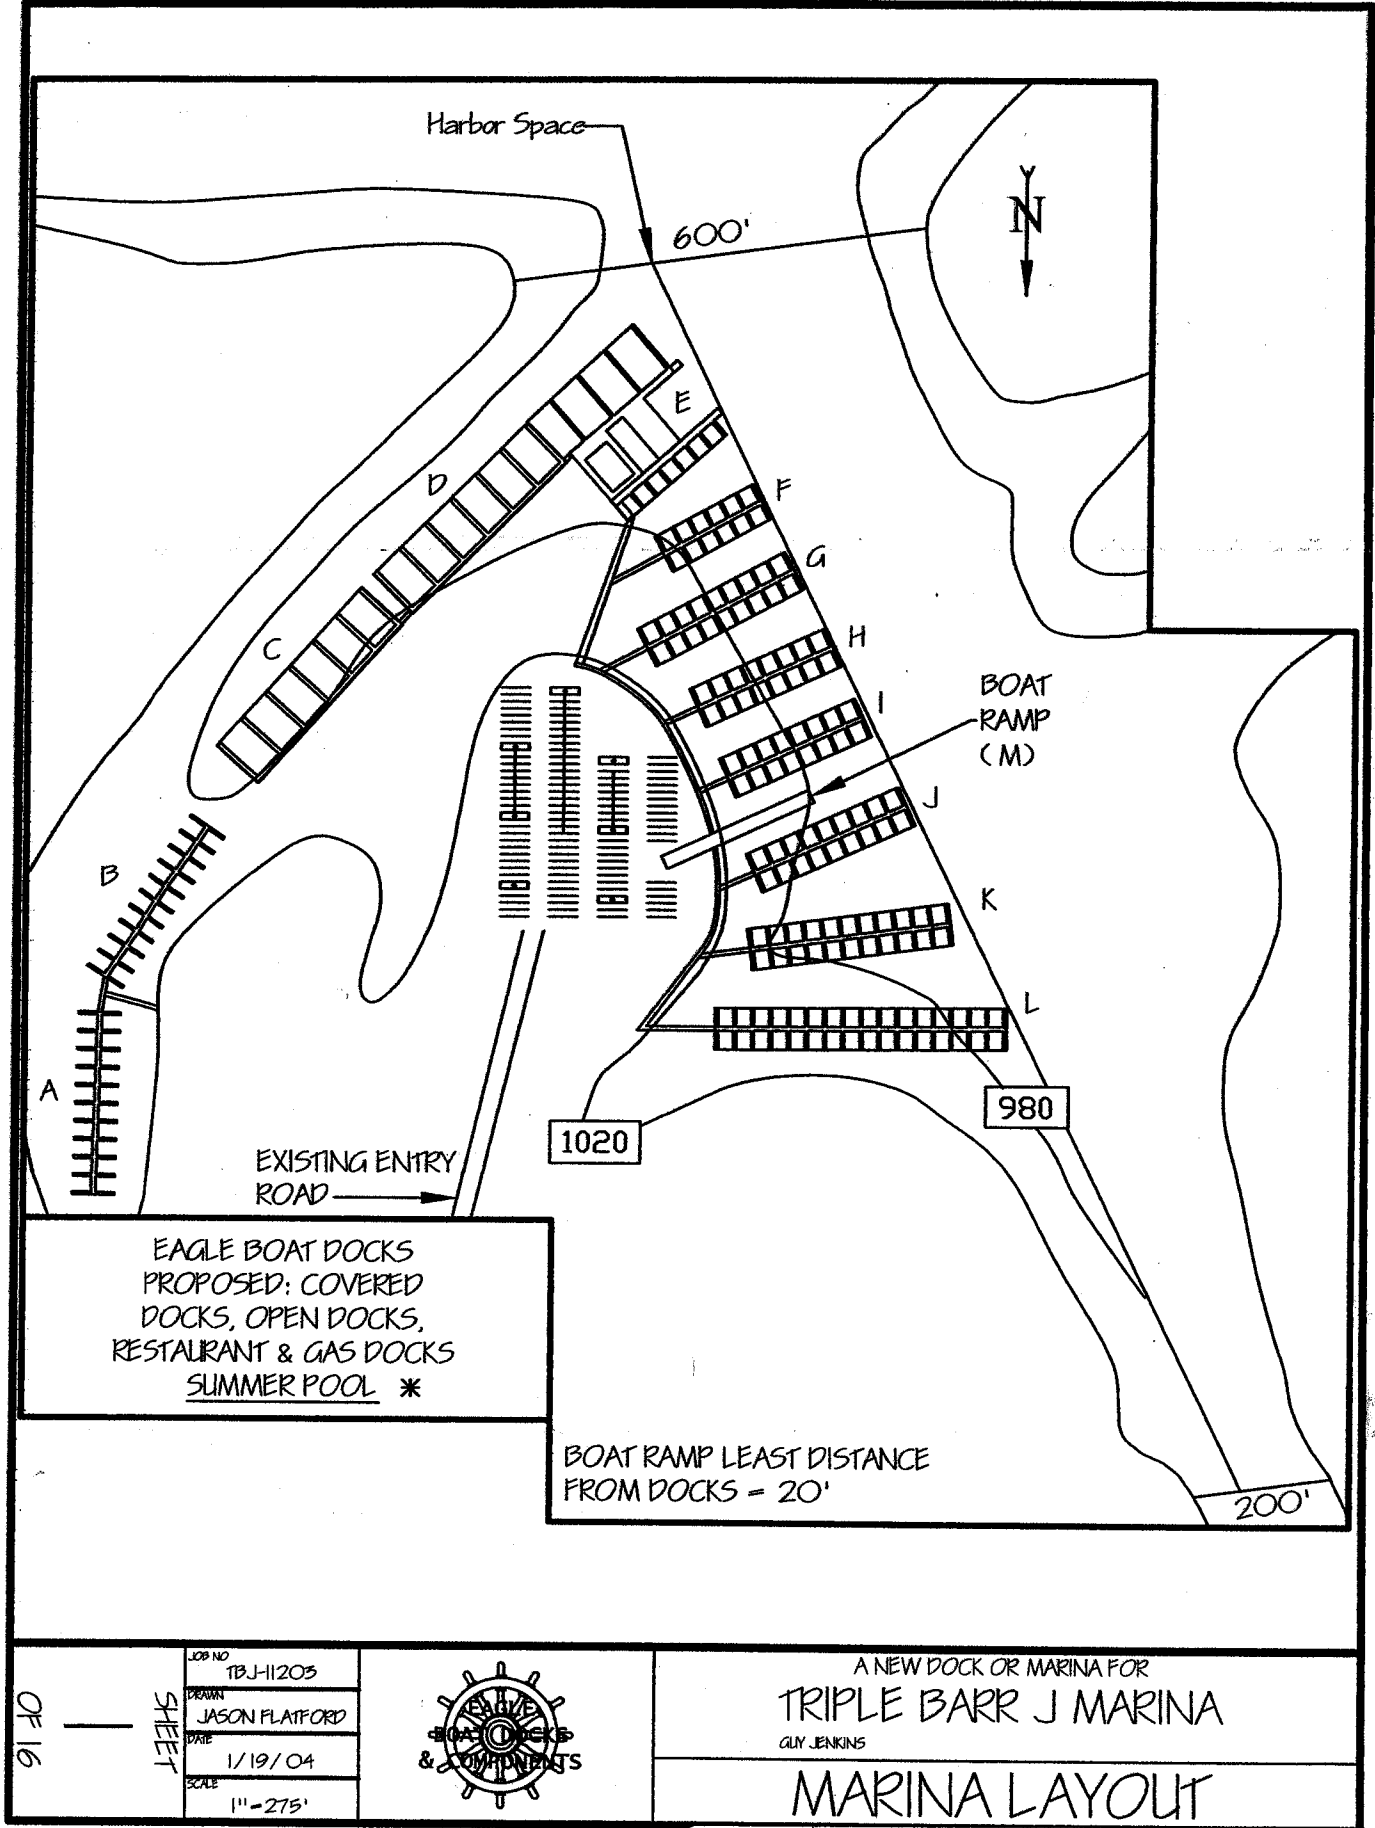 Harbor Space
600'
N
E
D
F
G
C
H
I
BOAT
RAMP
(M)
J
B
K
L
A
980
1020
EXISTING ENTRY
ROAD
EAGLE BOAT DOCKS
PROPOSED: COVERED
DOCKS, OPEN DOCKS,
RESTAURANT & GAS DOCKS
SUMMER POOL *
BOAT RAMP LEAST DISTANCE
FROM DOCKS = 20'
200'
SHEET
OF 16
JOB NO
TBJ-11203
DRAWN
JASON FLATFORD
DATE
1/19/04
SCALE
1"=275'
EAGLE
BOAT DOCKS
& COMPONENTS
A NEW DOCK OR MARINA FOR
TRIPLE BARR J MARINA
GUY JENKINS
MARINA LAYOUT